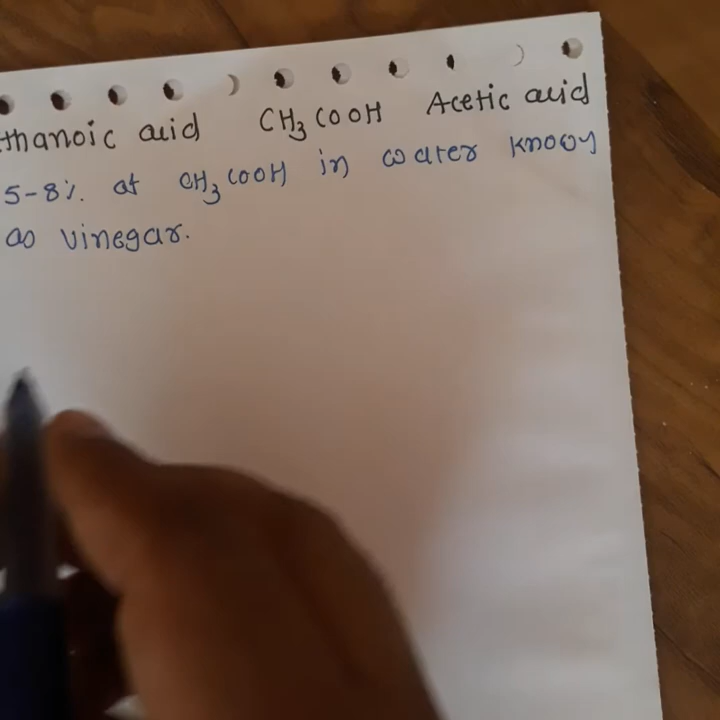 thanoic acid CH3COOH Acetic acid
5-8%. of CH3COOH in water known
as vinegar.